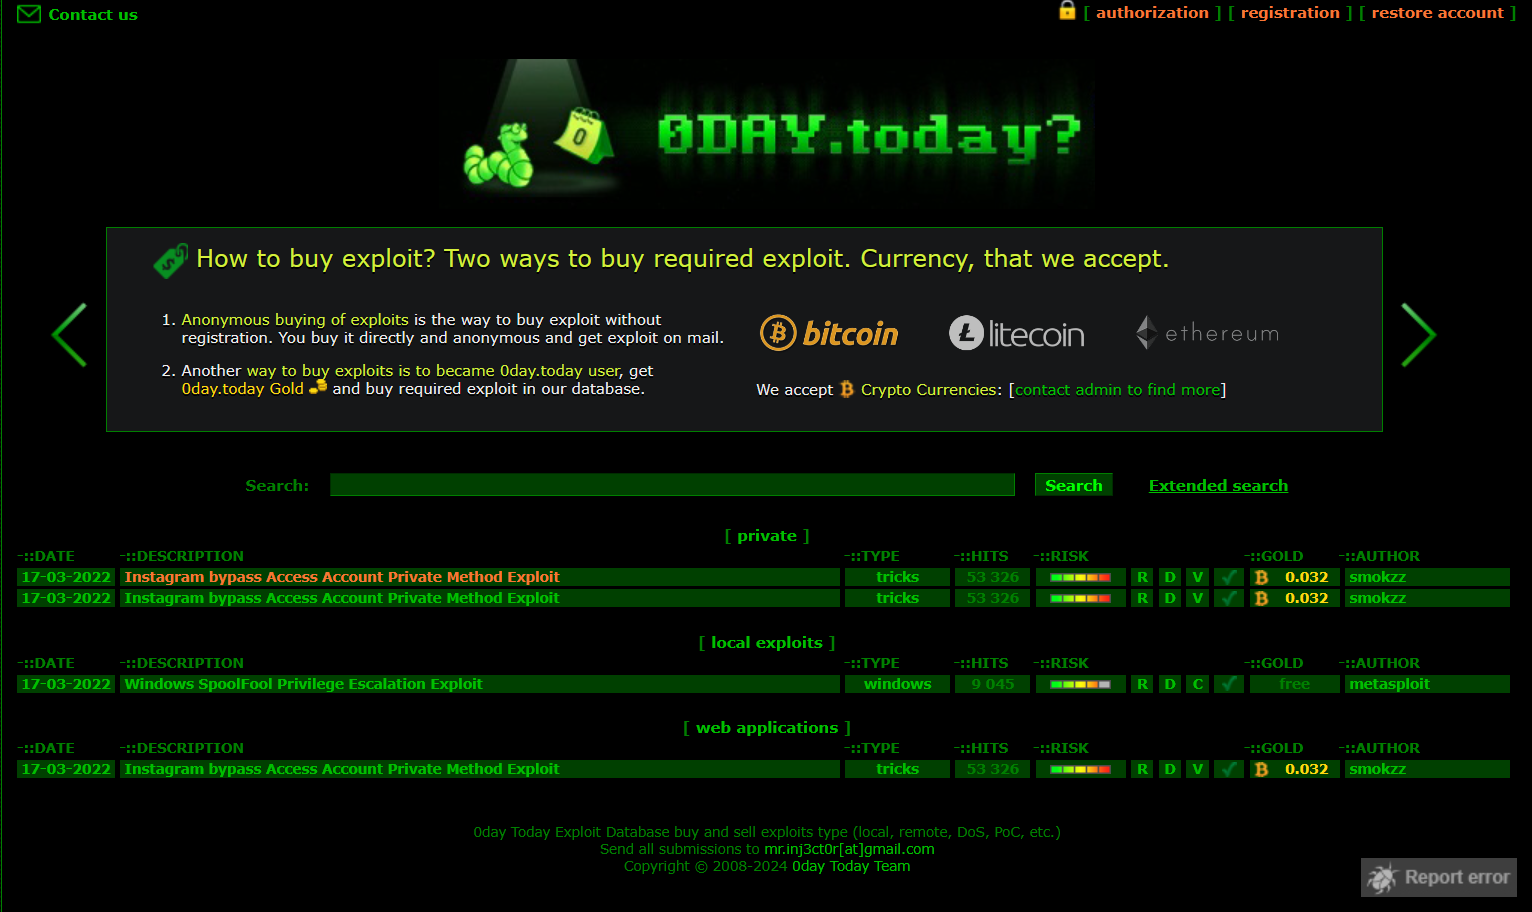 Contact us
[ authorization ] [ registration ] [ restore account ]
0
0DAY.today?
How to buy exploit? Two ways to buy required exploit. Currency, that we accept.
1. Anonymous buying of exploits is the way to buy exploit without
registration. You buy it directly and anonymous and get exploit on mail.
2. Another way to buy exploits is to became 0day.today user, get
0day.today Gold and buy required exploit in our database.
bitcoin litecoin ethereum
We accept Crypto Currencies: [contact admin to find more]
Search: Search Extended search
[ private ]
-::DATE -::DESCRIPTION -::TYPE -::HITS -::RISK -::GOLD -::AUTHOR
17-03-2022 Instagram bypass Access Account Private Method Exploit tricks 53 326 R D V 0.032 smokzz
17-03-2022 Instagram bypass Access Account Private Method Exploit tricks 53 326 R D V 0.032 smokzz
[ local exploits ]
-::DATE -::DESCRIPTION -::TYPE -::HITS -::RISK -::GOLD -::AUTHOR
17-03-2022 Windows SpoolFool Privilege Escalation Exploit windows 9 045 R D C free metasploit
[ web applications ]
-::DATE -::DESCRIPTION -::TYPE -::HITS -::RISK -::GOLD -::AUTHOR
17-03-2022 Instagram bypass Access Account Private Method Exploit tricks 53 326 R D V 0.032 smokzz
0day Today Exploit Database buy and sell exploits type (local, remote, DoS, PoC, etc.)
Send all submissions to mr.inj3ct0r[at]gmail.com
Copyright © 2008-2024 0day Today Team
Report error